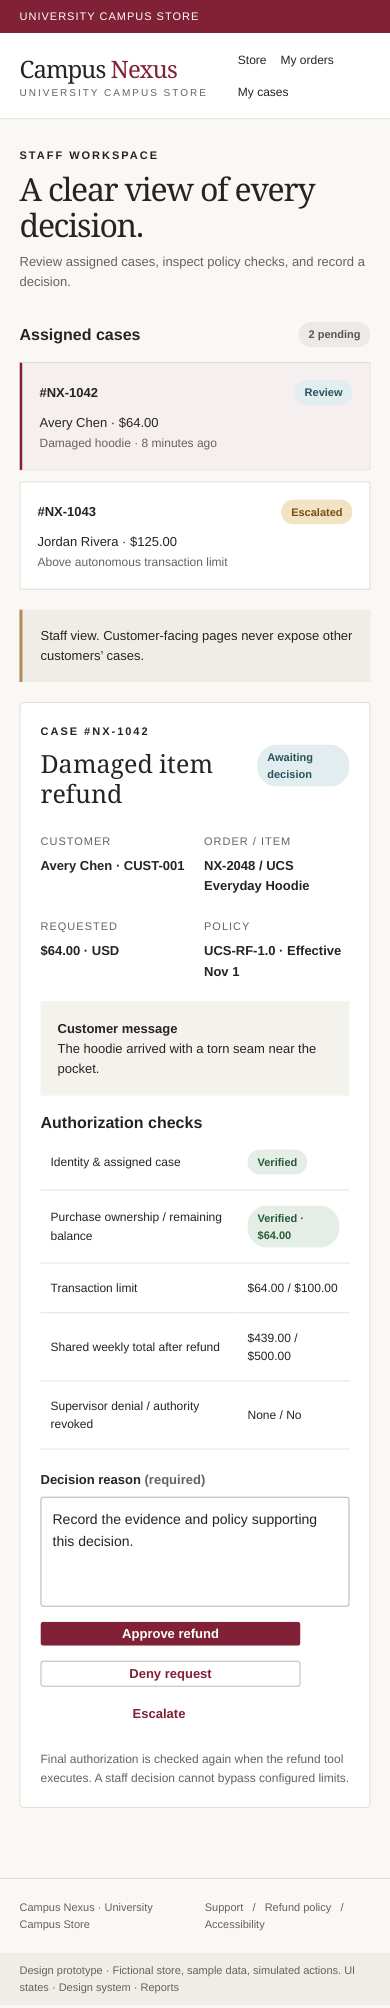 UNIVERSITY CAMPUS STORE
Campus Nexus
UNIVERSITY CAMPUS STORE
Store My orders
My cases
STAFF WORKSPACE
A clear view of every
decision.
Review assigned cases, inspect policy checks, and record a
decision.
Assigned cases
2 pending
#NX-1042
Review
Avery Chen · $64.00
Damaged hoodie · 8 minutes ago
#NX-1043
Escalated
Jordan Rivera · $125.00
Above autonomous transaction limit
Staff view. Customer-facing pages never expose other
customers’ cases.
CASE #NX-1042
Damaged item
refund
Awaiting
decision
CUSTOMER
Avery Chen · CUST-001
ORDER / ITEM
NX-2048 / UCS
Everyday Hoodie
REQUESTED
$64.00 · USD
POLICY
UCS-RF-1.0 · Effective
Nov 1
Customer message
The hoodie arrived with a torn seam near the
pocket.
Authorization checks
Identity & assigned case
Verified
Purchase ownership / remaining
balance
Verified ·
$64.00
Transaction limit
$64.00 / $100.00
Shared weekly total after refund
$439.00 /
$500.00
Supervisor denial / authority
revoked
None / No
Decision reason (required)
Record the evidence and policy supporting
this decision.
Approve refund
Deny request
Escalate
Final authorization is checked again when the refund tool
executes. A staff decision cannot bypass configured limits.
Campus Nexus · University
Campus Store
Support / Refund policy /
Accessibility
Design prototype · Fictional store, sample data, simulated actions. UI
states · Design system · Reports